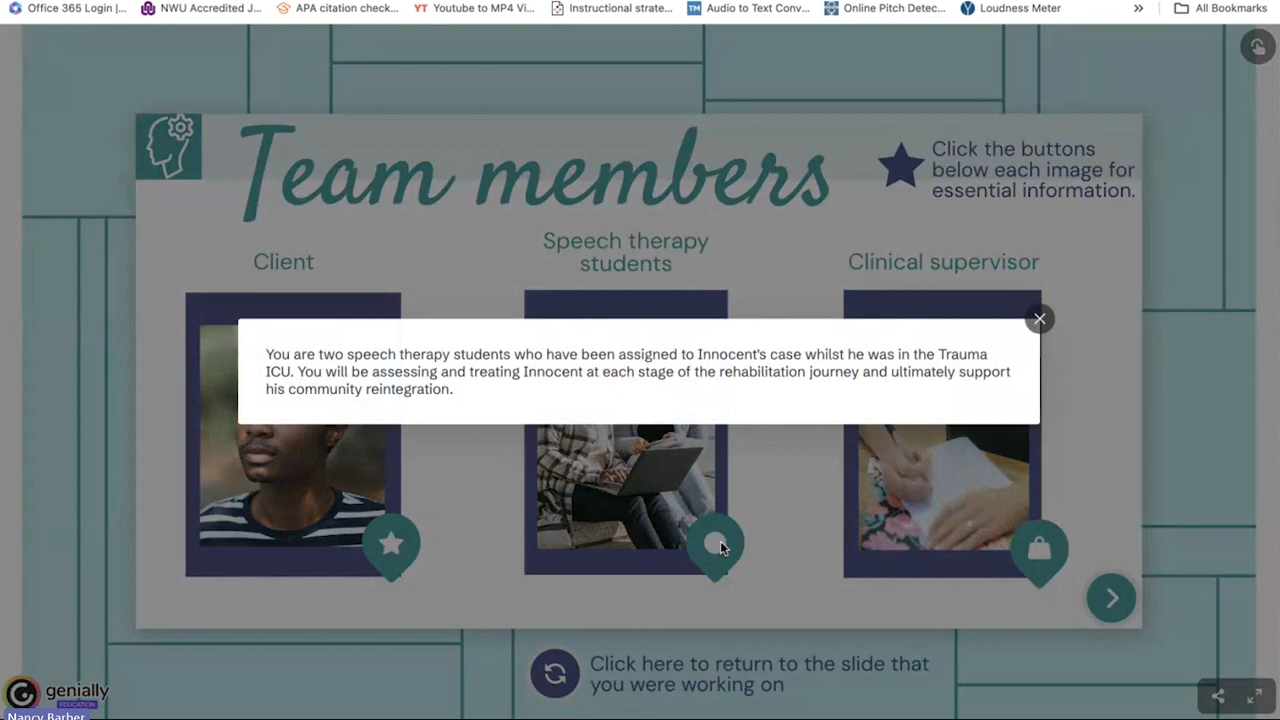 Office 365 Login |...
NWU Accredited J...
APA citation check...
YT Youtube to MP4 Vi...
Instructional strate...
TM Audio to Text Conv...
Online Pitch Detec...
Loudness Meter
»
All Bookmarks
Team members
Click the buttons
below each image for
essential information.
Client
Speech therapy
students
Clinical supervisor
You are two speech therapy students who have been assigned to Innocent's case whilst he was in the Trauma
ICU. You will be assessing and treating Innocent at each stage of the rehabilitation journey and ultimately support
his community reintegration.
Click here to return to the slide that
you were working on
genially
EDUCATION
Nancy Barber